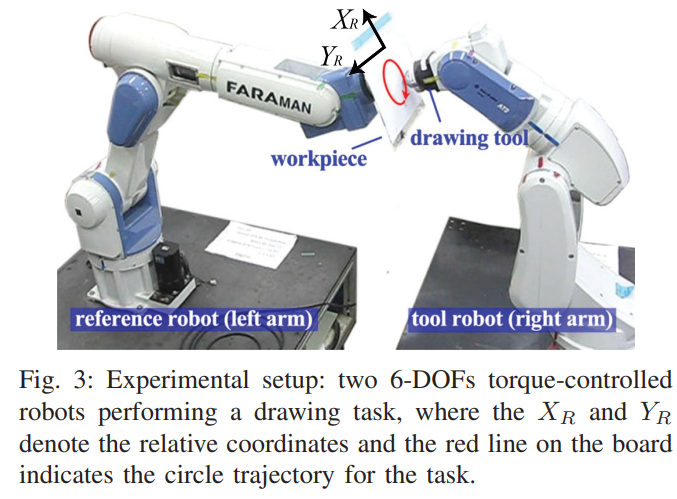 X_R
Y_R
FARAMAN
drawing tool
workpiece
reference robot (left arm)
tool robot (right arm)
Fig. 3: Experimental setup: two 6-DOFs torque-controlled
robots performing a drawing task, where the X_R and Y_R
denote the relative coordinates and the red line on the board
indicates the circle trajectory for the task.